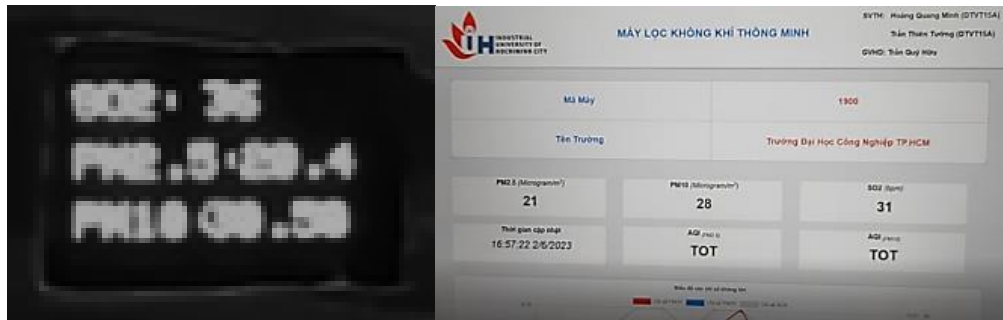 SO2: 36
INDUSTRIAL
UNIVERSITY OF
HOCHIMINH CITY
MÁY LỌC KHÔNG KHÍ THÔNG MINH
SVTH: Hoàng Quang Minh (DTVT15A)
Trần Thiên Tường (DTVT15A)
GVHD: Trần Quý Hữu
Mã Máy 1900
Tên Trường Trường Đại Học Công Nghiệp TP.HCM
PM2.5 (Microgram/m³) PM10 (Microgram/m³) SO2 (bpm)
21 28 31
Thời gian cập nhật AQI AQI
16:57:22 2/6/2023 TOT TOT